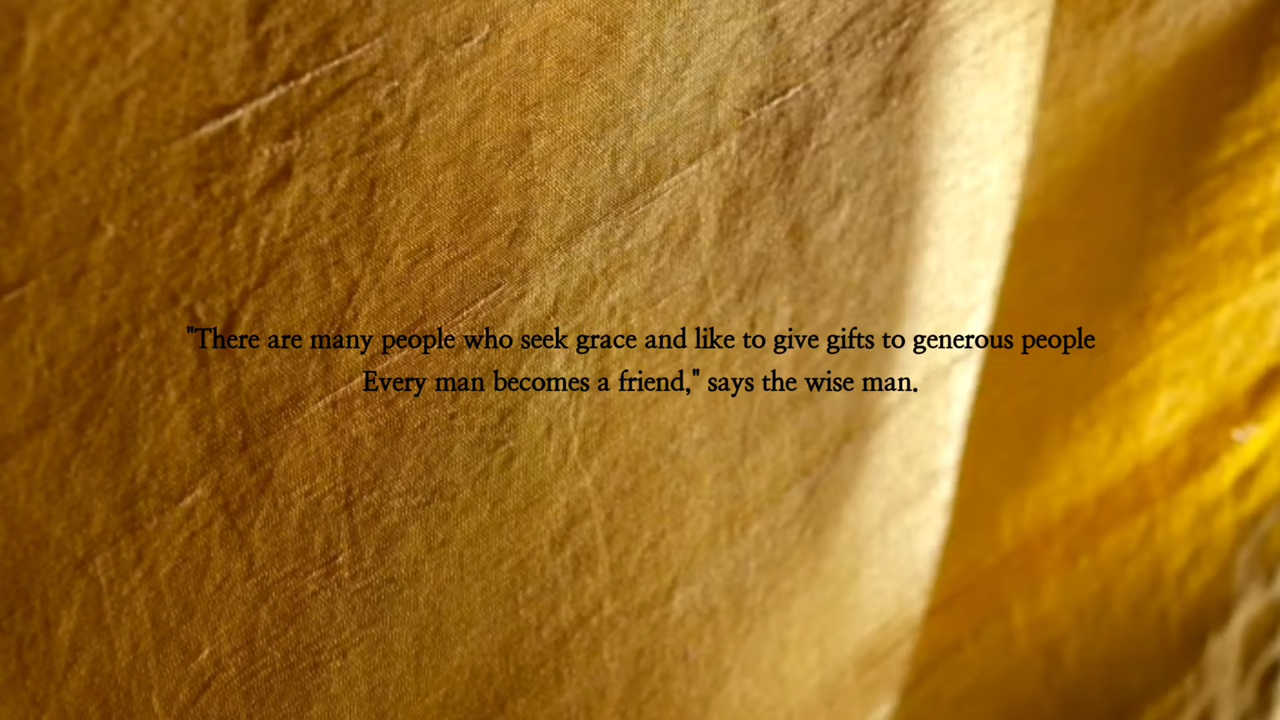 "There are many people who seek grace and like to give gifts to generous people
Every man becomes a friend," says the wise man.